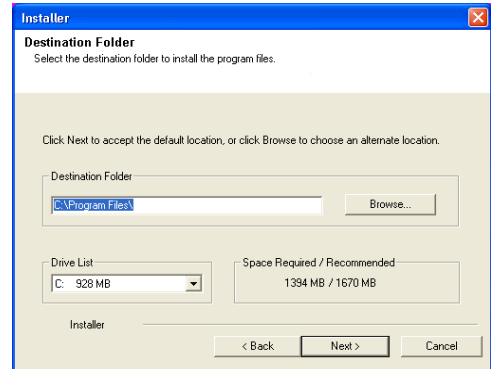 Installer
Destination Folder
Select the destination folder to install the program files.
Click Next to accept the default location, or click Browse to choose an alternate location.
Destination Folder
C:\Program Files\
Browse...
Drive List
Space Required / Recommended
C: 928 MB
1394 MB / 1670 MB
Installer
< Back
Next >
Cancel